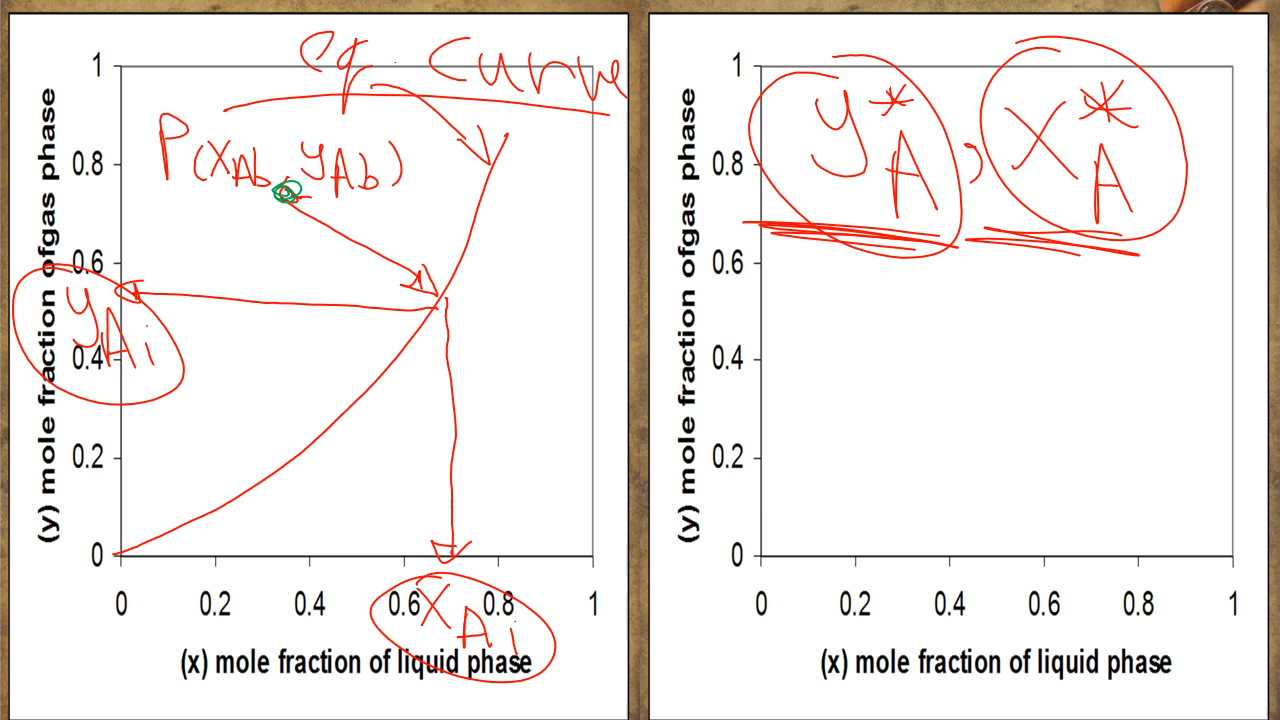 eq. Curve
P(XAb, yAb)
yAi
XAi
1
0.8
0.6
0.4
0.2
0
0 0.2 0.4 0.6 0.8 1
(y) mole fraction ofgas phase
(x) mole fraction of liquid phase
y*A, X*A
1
0.8
0.6
0.4
0.2
0
0 0.2 0.4 0.6 0.8 1
(y) mole fraction ofgas phase
(x) mole fraction of liquid phase